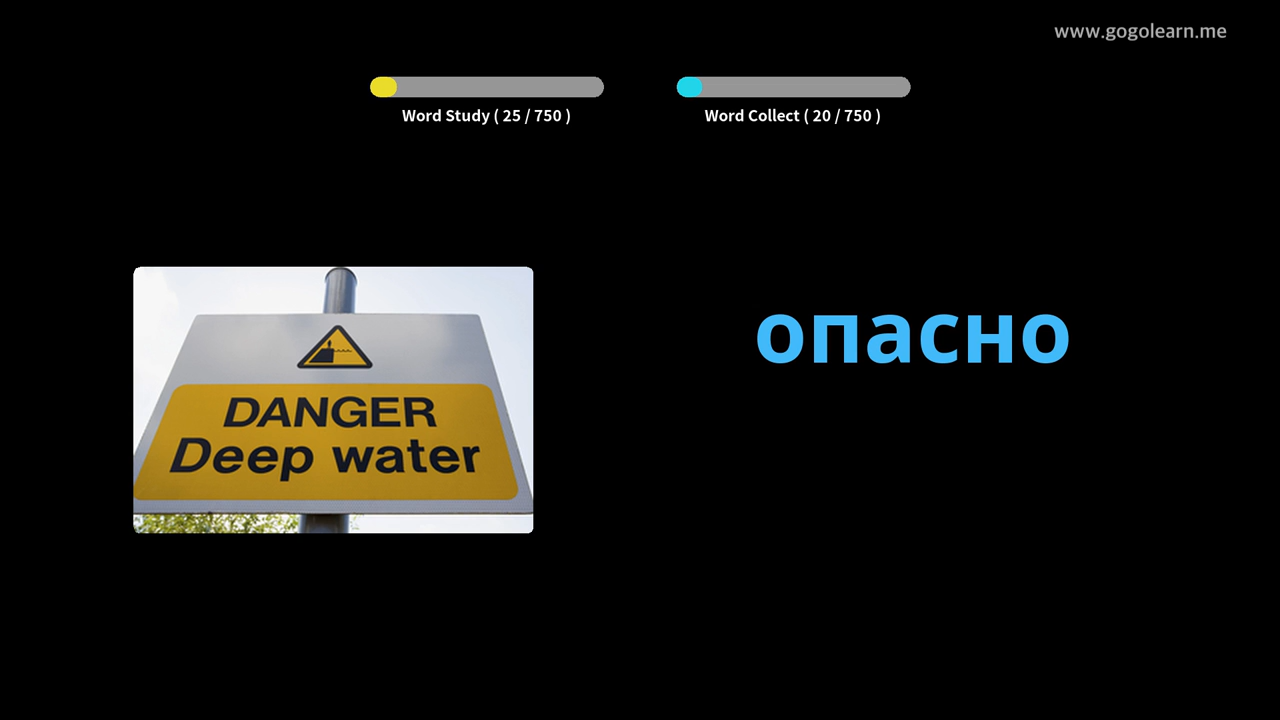 www.gogolearn.me
Word Study ( 25 / 750 )
Word Collect ( 20 / 750 )
DANGER
Deep water
опасно